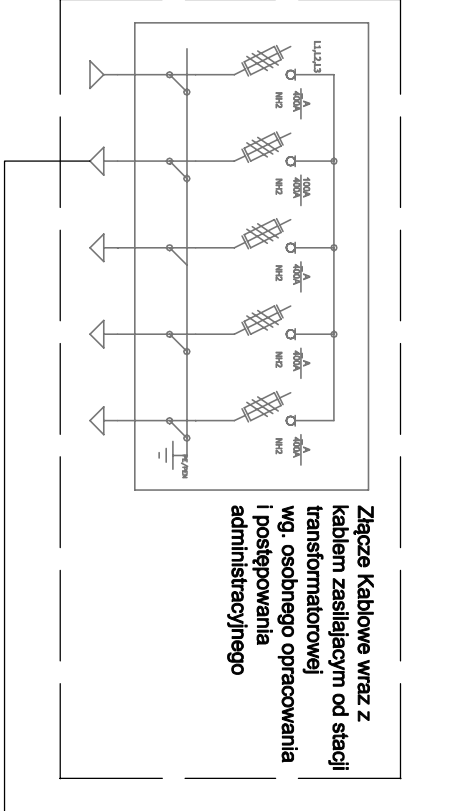 L1,L2,L3
A
400A
NH2
100A
400A
NH2
A
400A
NH2
A
400A
NH2
A
400A
NH2
PE/PEN
Złącze Kablowe wraz z
kablem zasilajacym od stacji
transformatorowej
wg. osobnego opracowania
i postępowania
administracyjnego